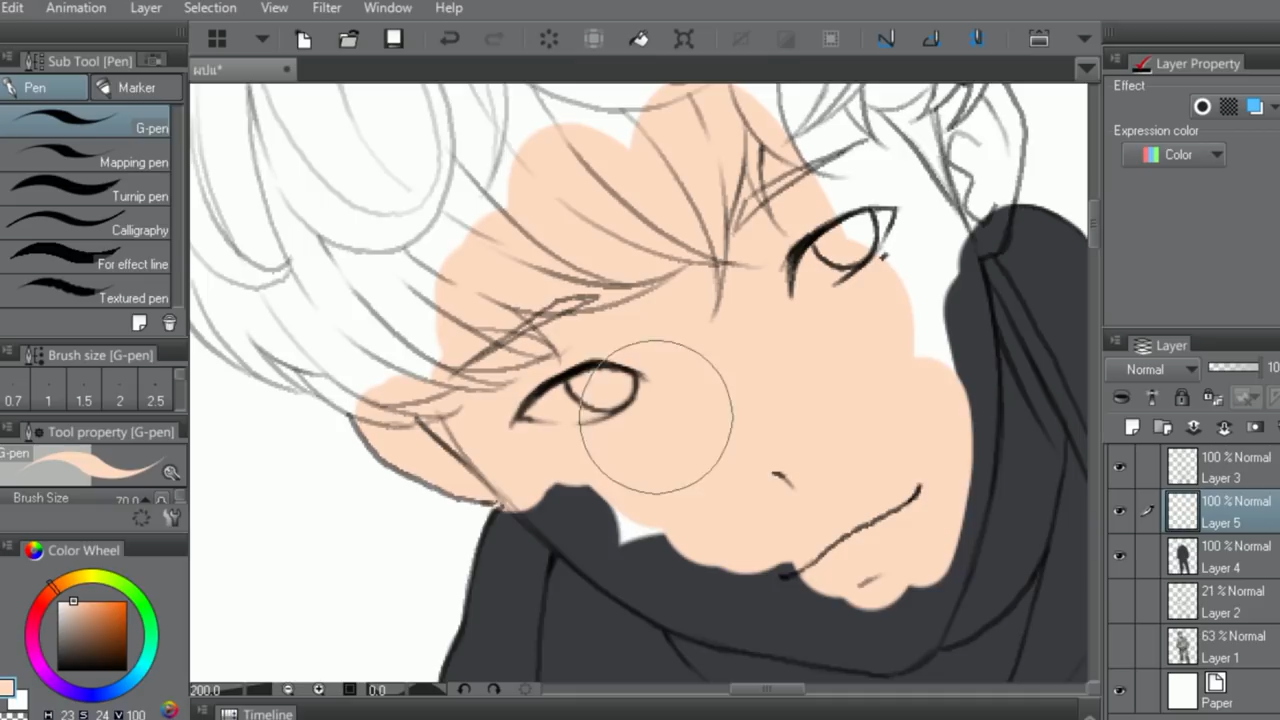 Edit Animation Layer Selection View Filter Window Help
Sub Tool [Pen]
Pen Marker
G-pen
Mapping pen
Turnip pen
Calligraphy
For effect line
Textured pen
Brush size [G-pen]
0.7 1 1.5 2 2.5
Tool property [G-pen]
G-pen
Brush Size 70.0
Color Wheel
H 23 S 24 V 100
200.0
0.0
Timeline
Layer Property
Effect
Expression color
Color
Layer
Normal 10
100 % Normal
Layer 3
100 % Normal
Layer 5
100 % Normal
Layer 4
21 % Normal
Layer 2
63 % Normal
Layer 1
Paper